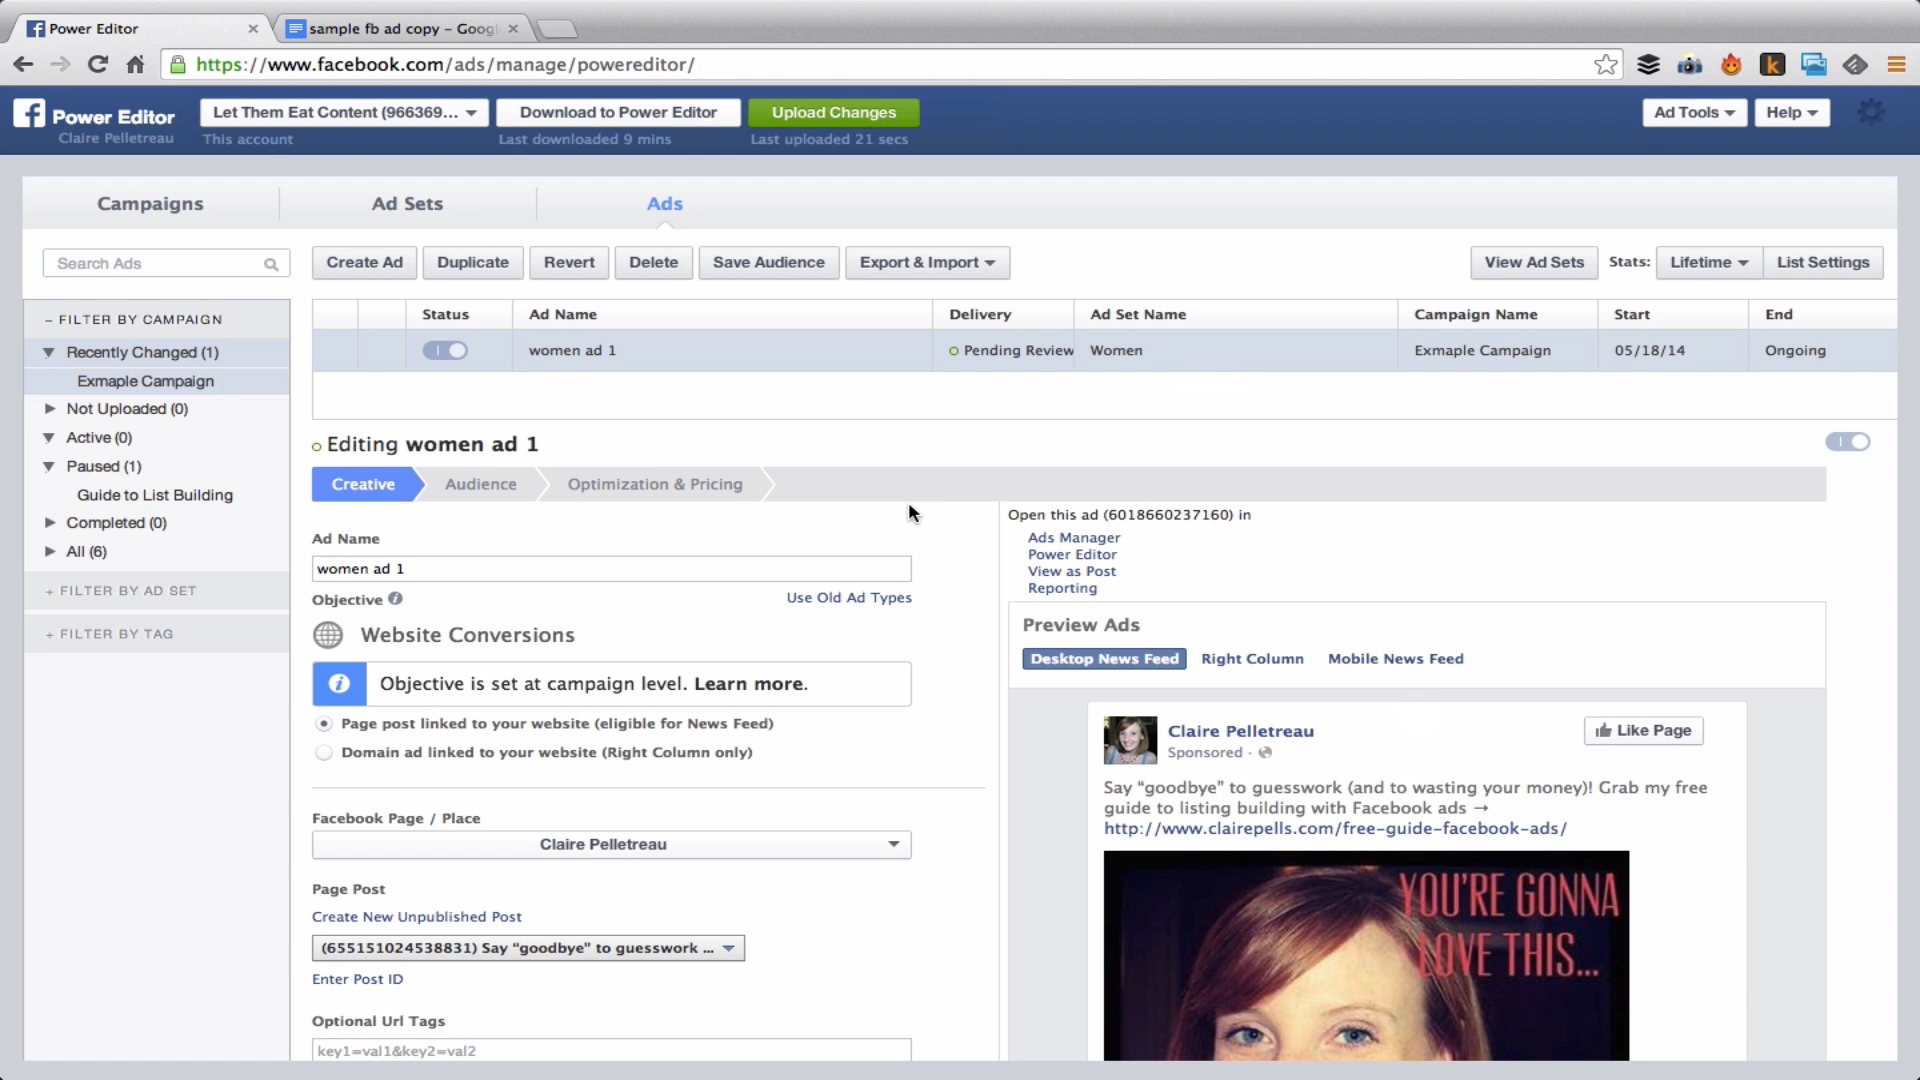 Power Editor
sample fb ad copy – Goog
https://www.facebook.com/ads/manage/powereditor/
Power Editor
Claire Pelletreau
Let Them Eat Content (966369...
This account
Download to Power Editor
Last downloaded 9 mins
Upload Changes
Last uploaded 21 secs
Ad Tools
Help
Campaigns
Ad Sets
Ads
Search Ads
Create Ad
Duplicate
Revert
Delete
Save Audience
Export & Import
View Ad Sets
Stats:
Lifetime
List Settings
– FILTER BY CAMPAIGN
Recently Changed (1)
Exmaple Campaign
Not Uploaded (0)
Active (0)
Paused (1)
Guide to List Building
Completed (0)
All (6)
+ FILTER BY AD SET
+ FILTER BY TAG
Status Ad Name Delivery Ad Set Name Campaign Name Start End
women ad 1 Pending Review Women Exmaple Campaign 05/18/14 Ongoing
Editing women ad 1
Creative
Audience
Optimization & Pricing
Ad Name
women ad 1
Objective
Use Old Ad Types
Website Conversions
Objective is set at campaign level. Learn more.
Page post linked to your website (eligible for News Feed)
Domain ad linked to your website (Right Column only)
Facebook Page / Place
Claire Pelletreau
Page Post
Create New Unpublished Post
(655151024538831) Say "goodbye" to guesswork ...
Enter Post ID
Optional Url Tags
key1=val1&key2=val2
Open this ad (6018660237160) in
Ads Manager
Power Editor
View as Post
Reporting
Preview Ads
Desktop News Feed
Right Column
Mobile News Feed
Claire Pelletreau
Sponsored ·
Like Page
Say "goodbye" to guesswork (and to wasting your money)! Grab my free
guide to listing building with Facebook ads →
http://www.clairepells.com/free-guide-facebook-ads/
YOU'RE GONNA
LOVE THIS...